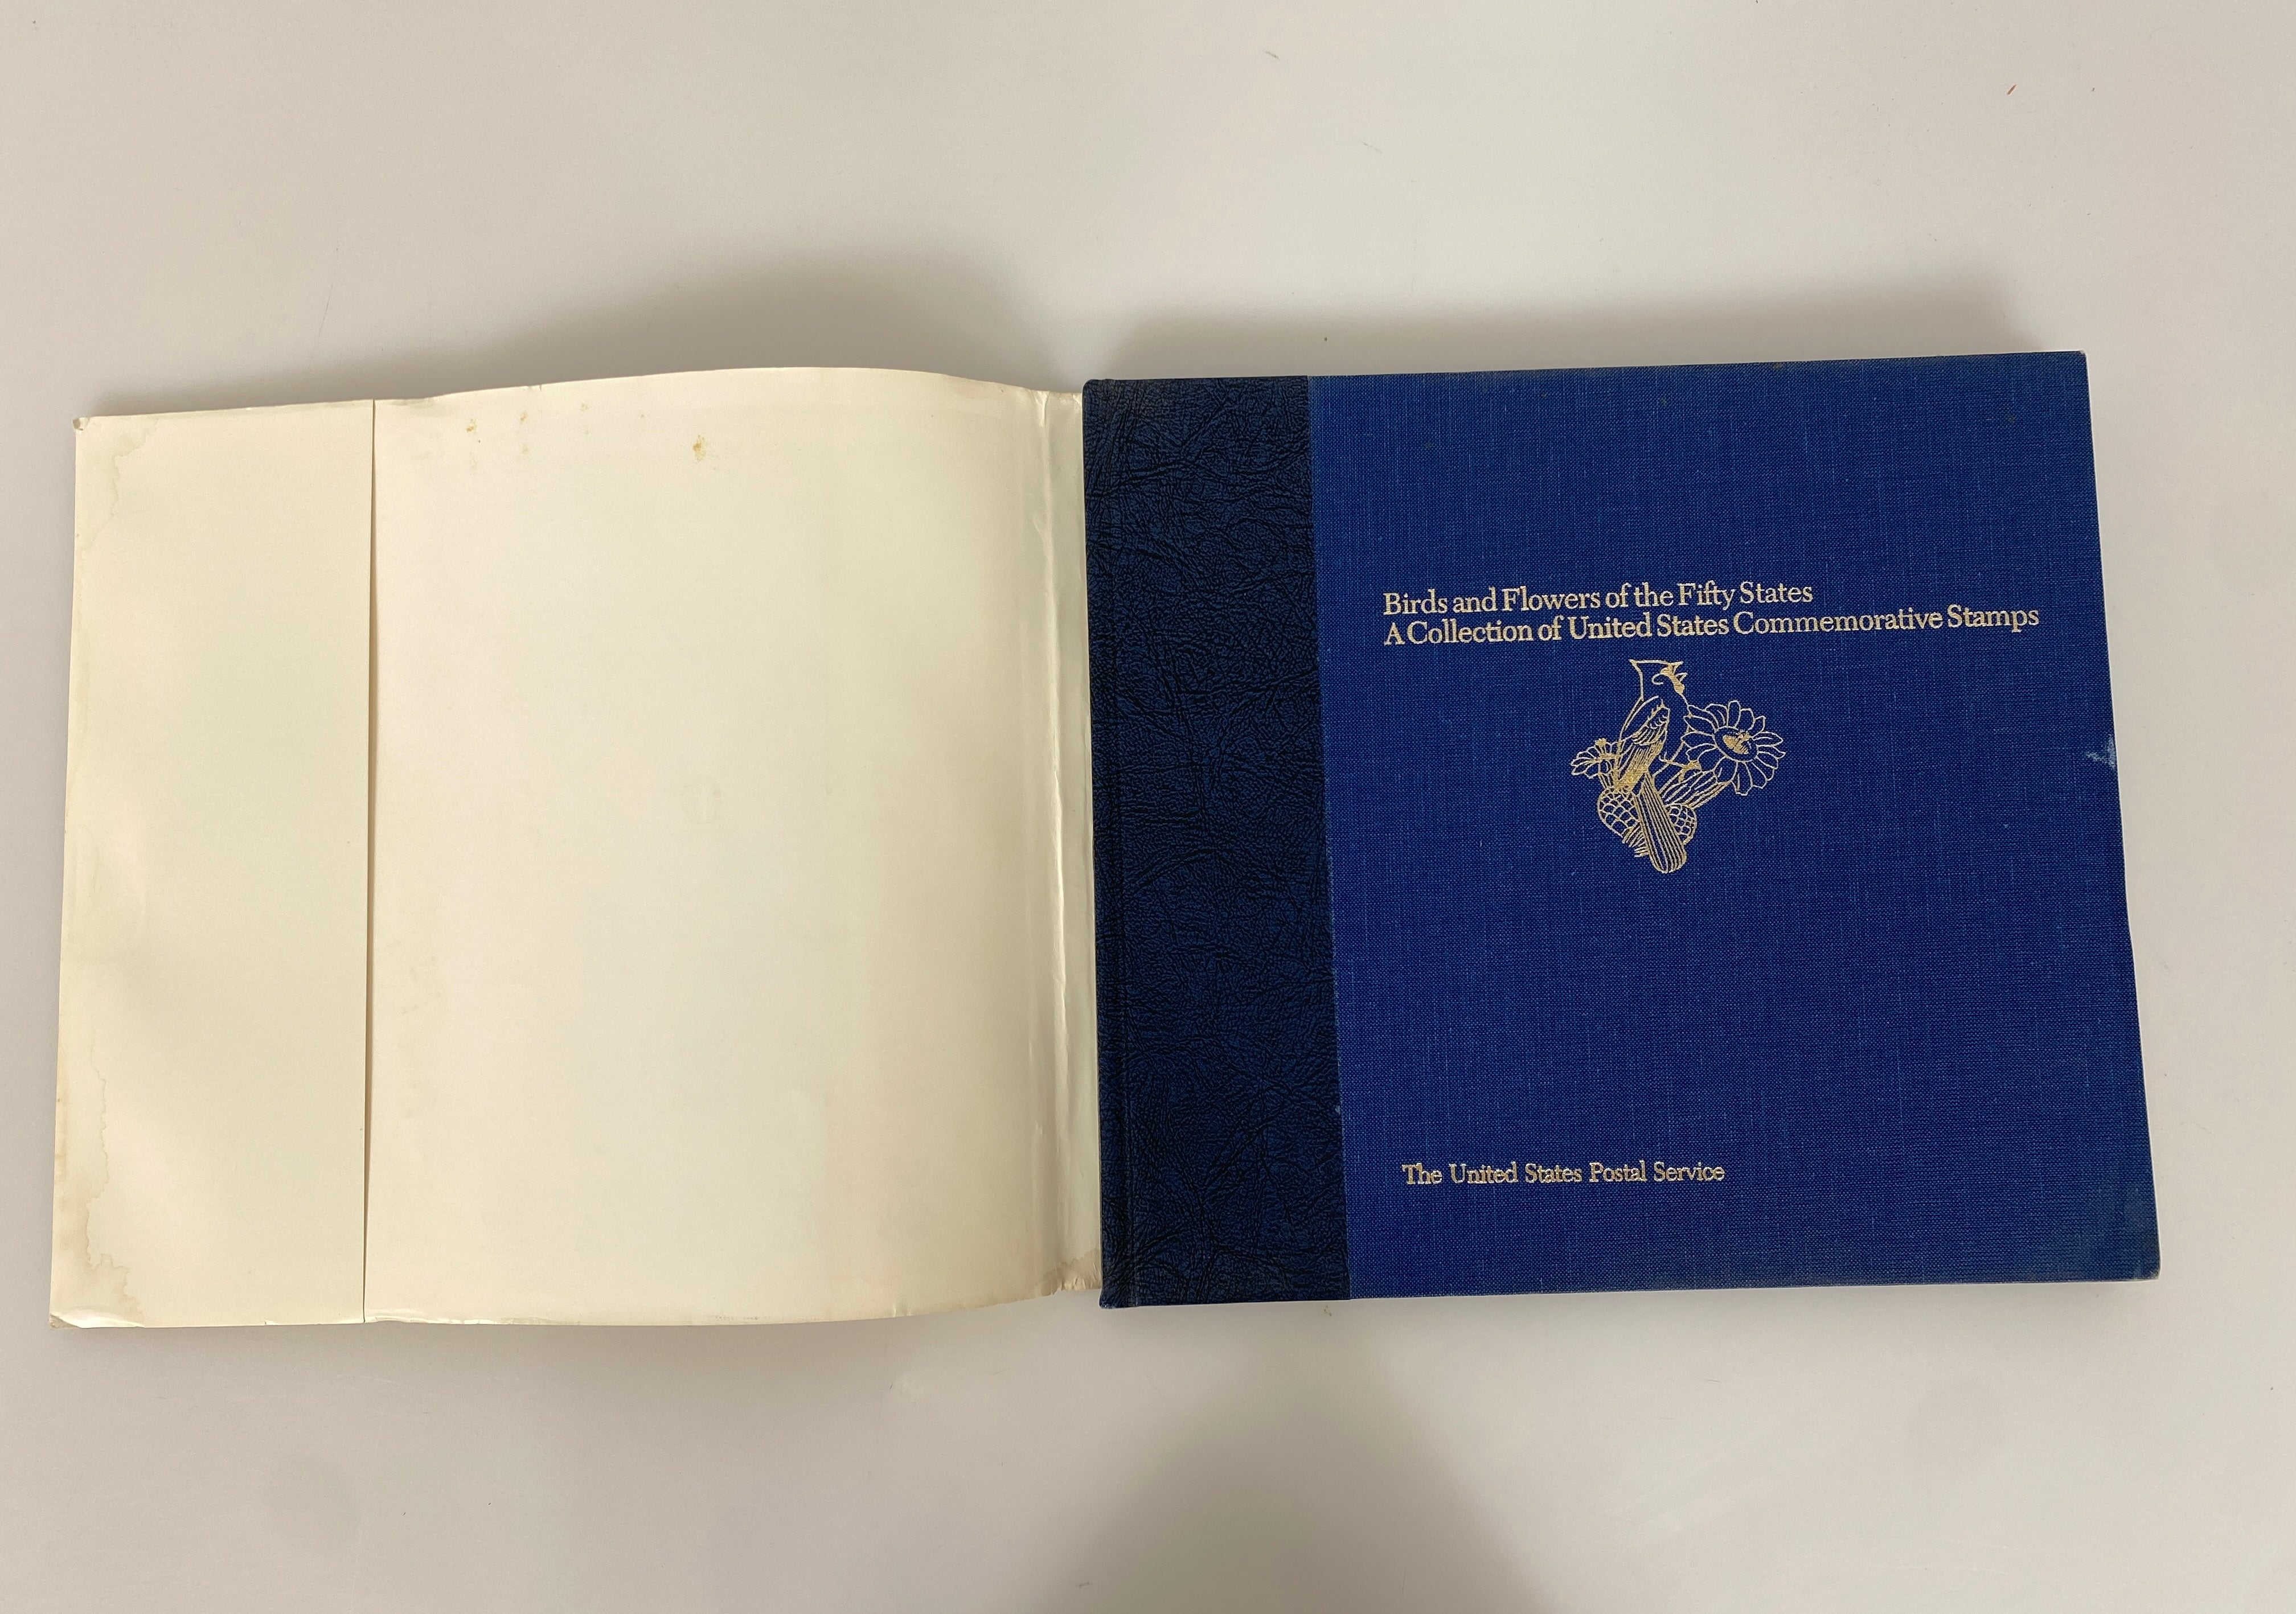 Birds and Flowers of the Fifty States
A Collection of United States Commemorative Stamps
The United States Postal Service